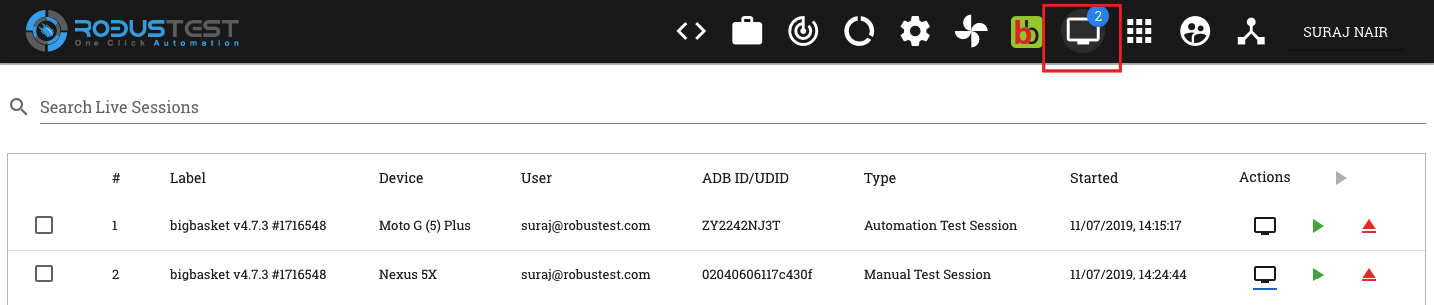 ROBUSTEST
One Click Automation
bb
2
SURAJ NAIR
Search Live Sessions
# Label Device User ADB ID/UDID Type Started Actions
1 bigbasket v4.7.3 #1716548 Moto G (5) Plus suraj@robustest.com ZY2242NJ3T Automation Test Session 11/07/2019, 14:15:17
2 bigbasket v4.7.3 #1716548 Nexus 5X suraj@robustest.com 02040606117c430f Manual Test Session 11/07/2019, 14:24:44